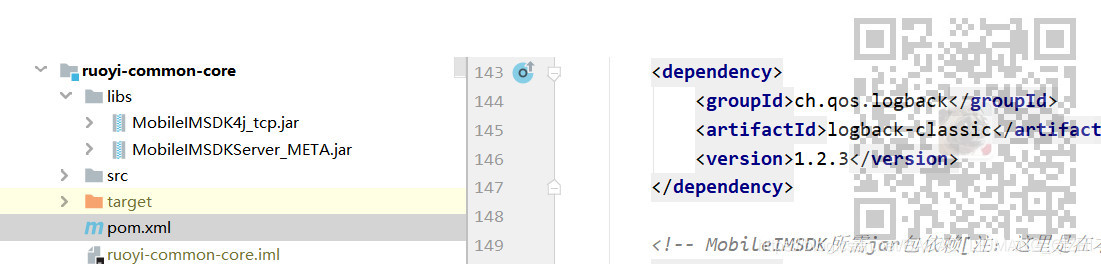 ruoyi-common-core
libs
MobileIMSDK4j_tcp.jar
MobileIMSDKServer_META.jar
src
target
pom.xml
ruoyi-common-core.iml
143 <dependency>
144 <groupId>ch.qos.logback</groupId>
145 <artifactId>logback-classic</artifact
146 <version>1.2.3</version>
147 </dependency>
148
149 <!-- MobileIMSDK所需jar包依赖[注：这里是在本